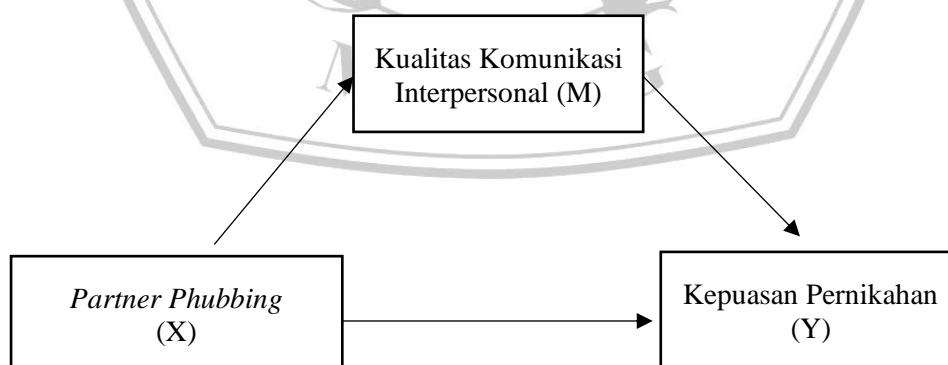 Kualitas Komunikasi
Interpersonal (M)
Partner Phubbing
(X)
Kepuasan Pernikahan
(Y)